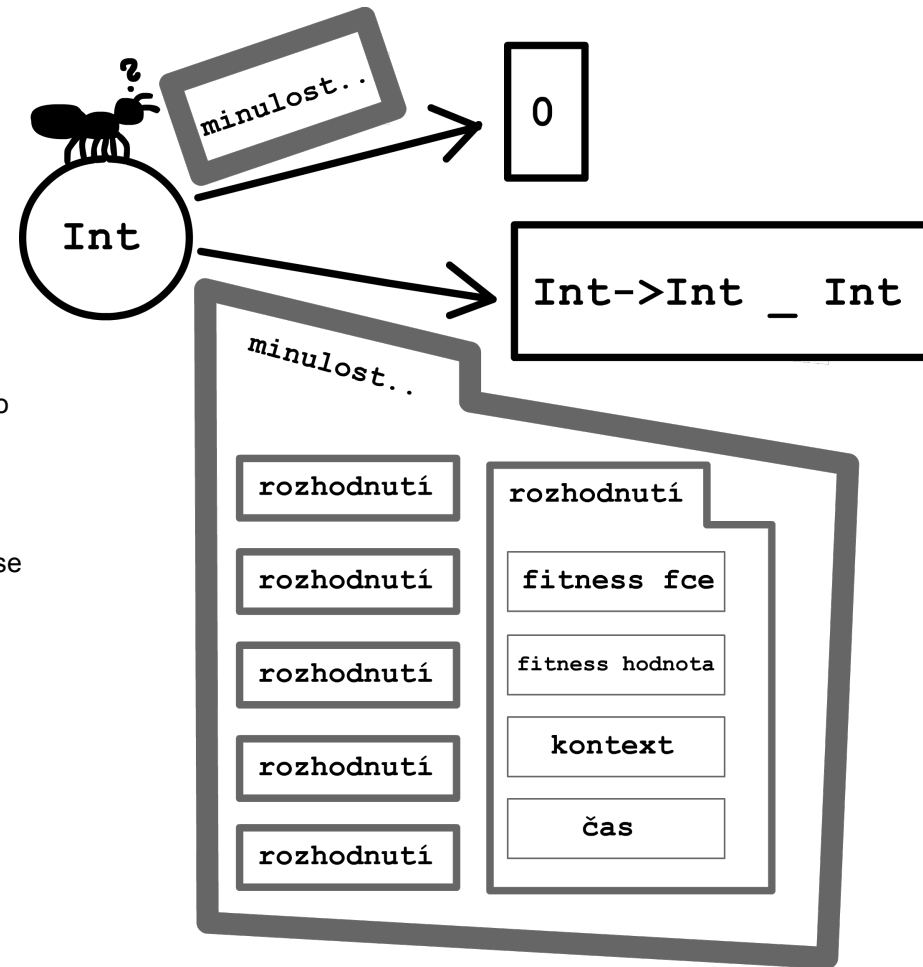 ?
minulost..
0
Int
Int->Int _ Int
minulost..
o
se
rozhodnutí
rozhodnutí
rozhodnutí
rozhodnutí
rozhodnutí
rozhodnutí
fitness fce
fitness hodnota
kontext
čas